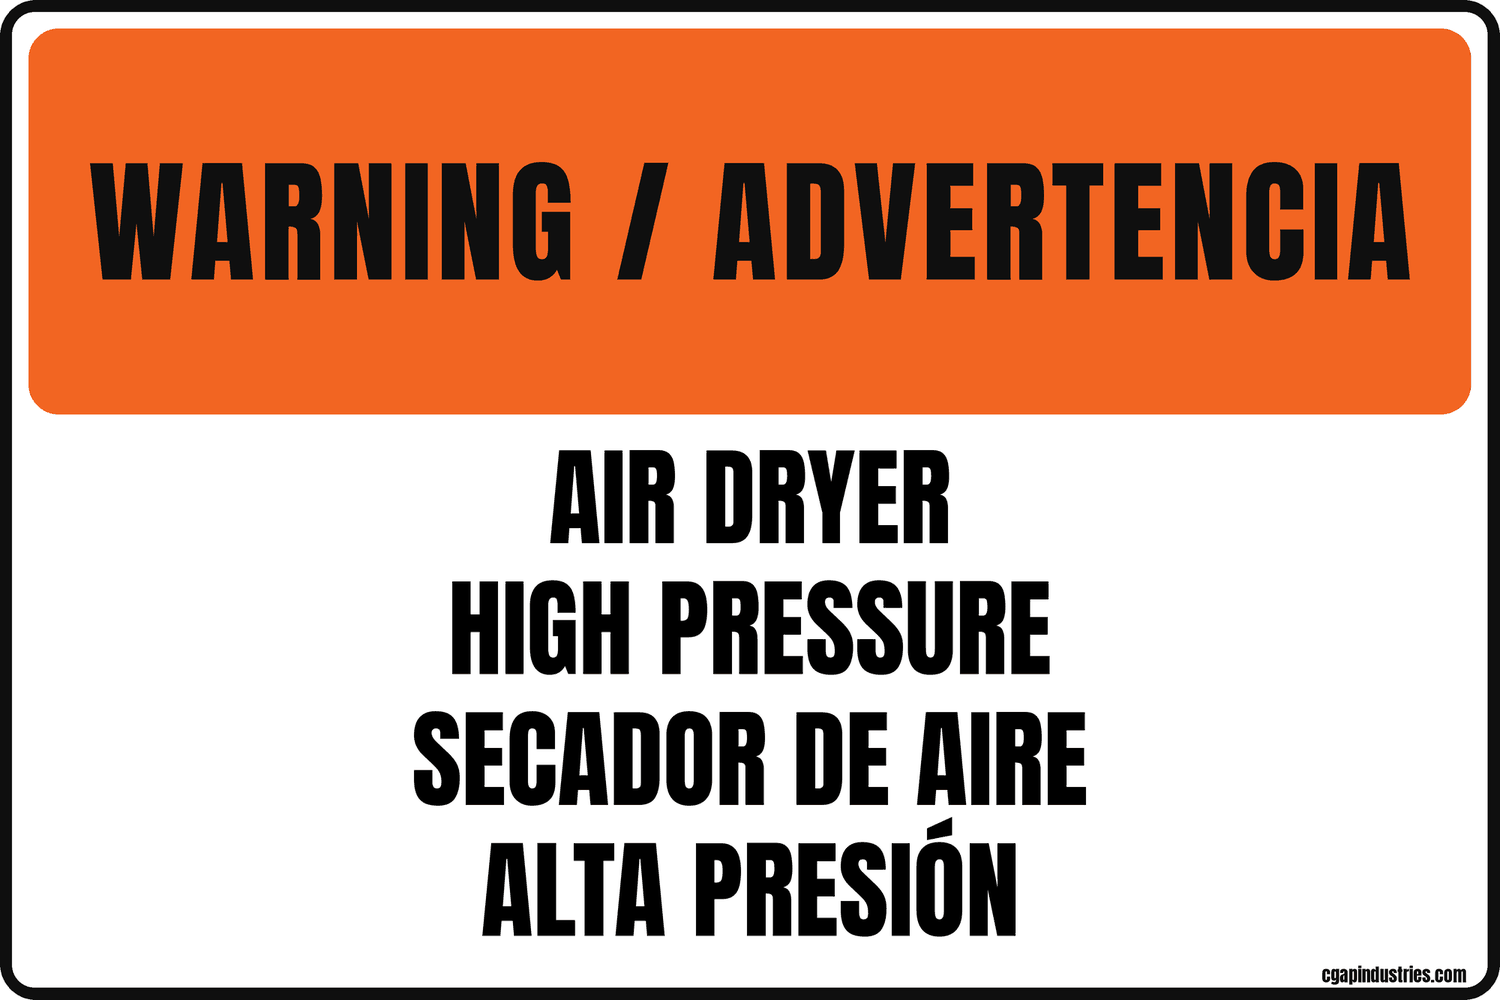 WARNING / ADVERTENCIA
AIR DRYER
HIGH PRESSURE
SECADOR DE AIRE
ALTA PRESIÓN
cgapindustries.com